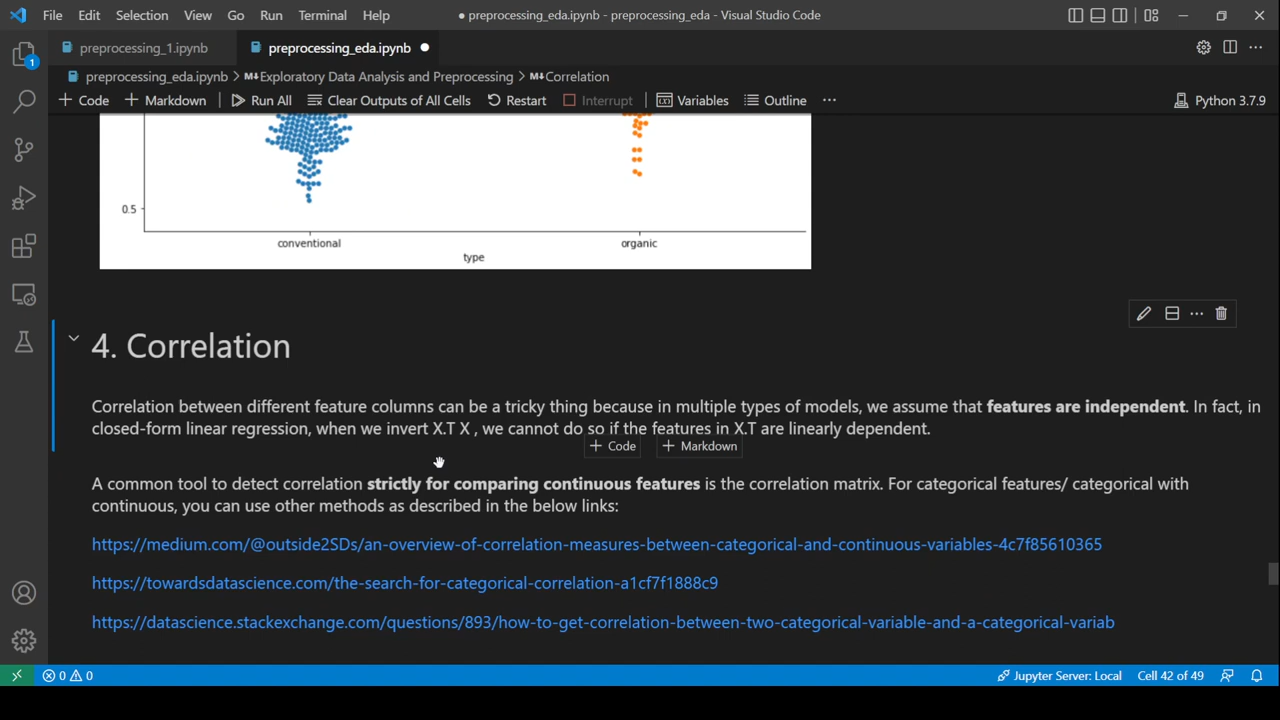 File Edit Selection View Go Run Terminal Help
● preprocessing_eda.ipynb - preprocessing_eda - Visual Studio Code
preprocessing_1.ipynb
preprocessing_eda.ipynb
preprocessing_eda.ipynb > M↓Exploratory Data Analysis and Preprocessing > M↓Correlation
+ Code + Markdown Run All Clear Outputs of All Cells Restart Interrupt Variables Outline ... Python 3.7.9
0.5
conventional organic
type
4. Correlation
Correlation between different feature columns can be a tricky thing because in multiple types of models, we assume that features are independent. In fact, in
closed-form linear regression, when we invert X.T X , we cannot do so if the features in X.T are linearly dependent.
+ Code + Markdown
A common tool to detect correlation strictly for comparing continuous features is the correlation matrix. For categorical features/ categorical with
continuous, you can use other methods as described in the below links:
https://medium.com/@outside2SDs/an-overview-of-correlation-measures-between-categorical-and-continuous-variables-4c7f85610365
https://towardsdatascience.com/the-search-for-categorical-correlation-a1cf7f1888c9
https://datascience.stackexchange.com/questions/893/how-to-get-correlation-between-two-categorical-variable-and-a-categorical-variab
1
0 0 Jupyter Server: Local Cell 42 of 49